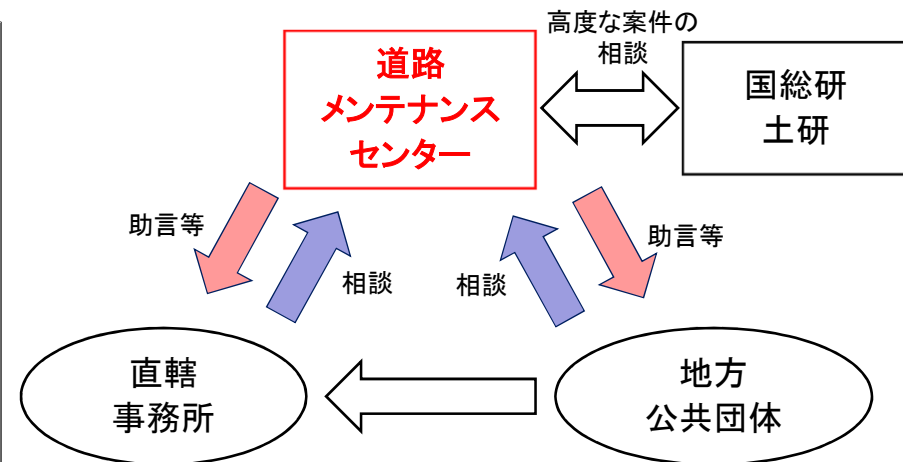 高度な案件の
相談
道路
メンテナンス
センター
国総研
土研
助言等
相談
相談
助言等
直轄
事務所
地方
公共団体